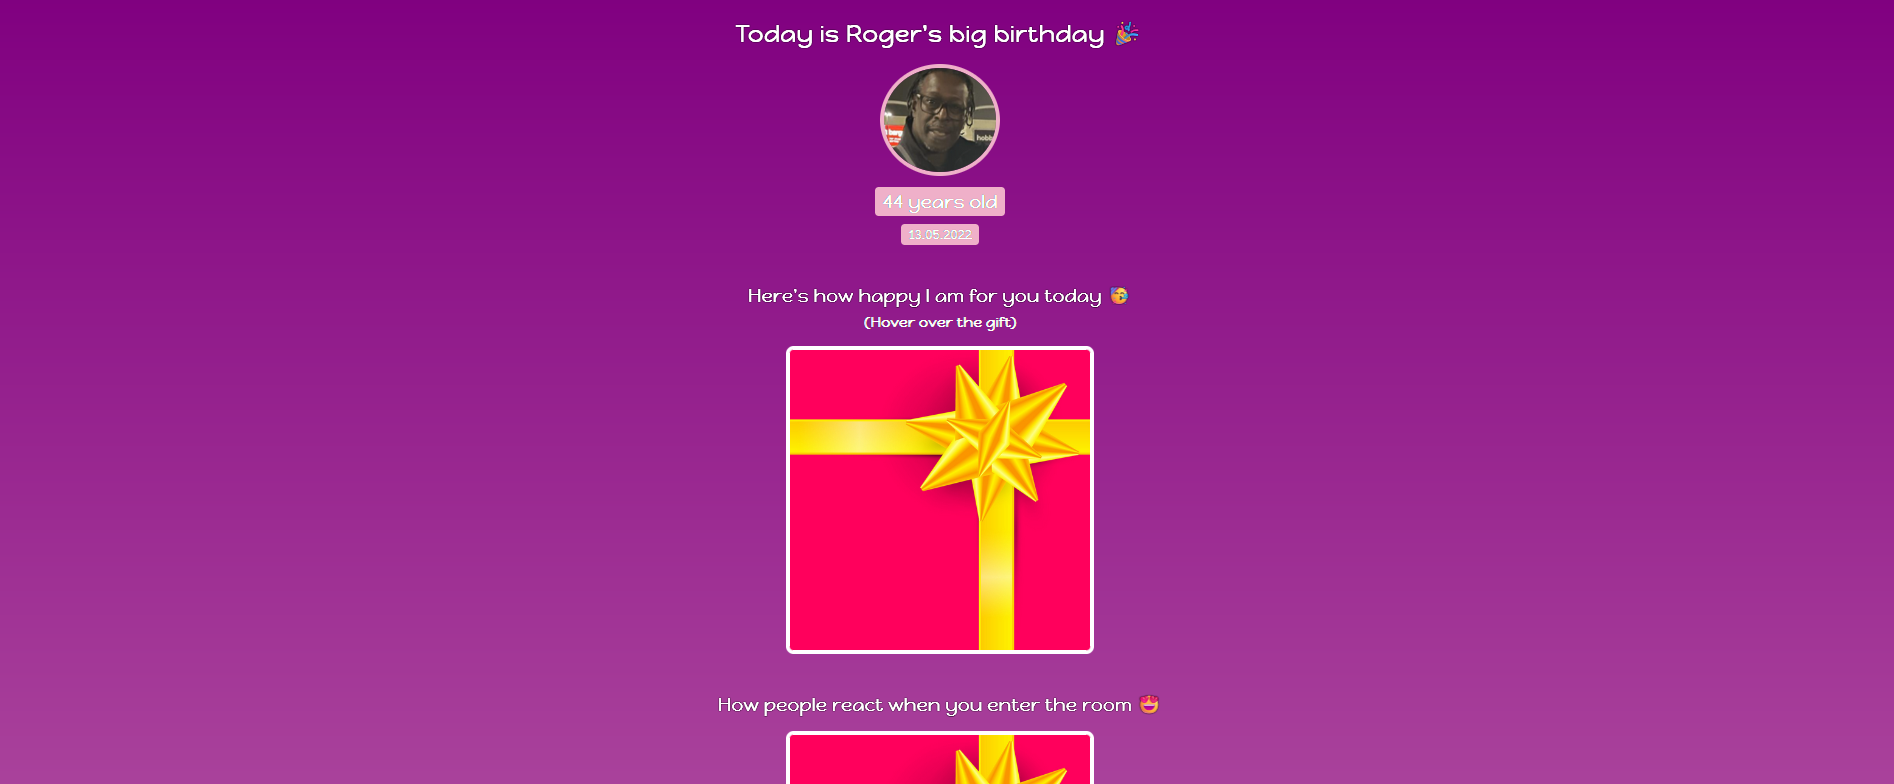 Today is Roger's big birthday 🎉
44 years old
13.05.2022
Here's how happy I am for you today 🥳
(Hover over the gift)
How people react when you enter the room 😍